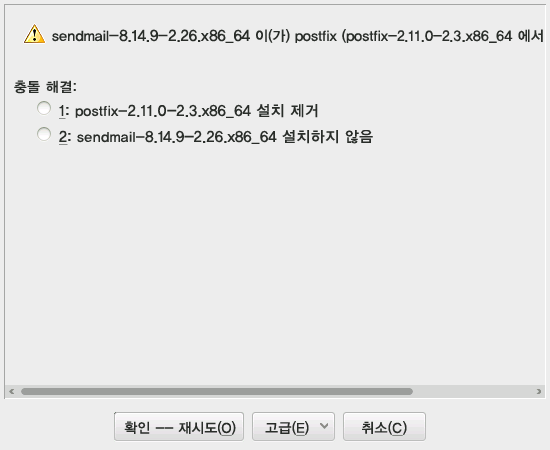 sendmail-8.14.9-2.26.x86_64 이(가) postfix (postfix-2.11.0-2.3.x86_64 에서
충돌 해결:
1: postfix-2.11.0-2.3.x86_64 설치 제거
2: sendmail-8.14.9-2.26.x86_64 설치하지 않음
확인 -- 재시도(O) 고급(E) 취소(C)